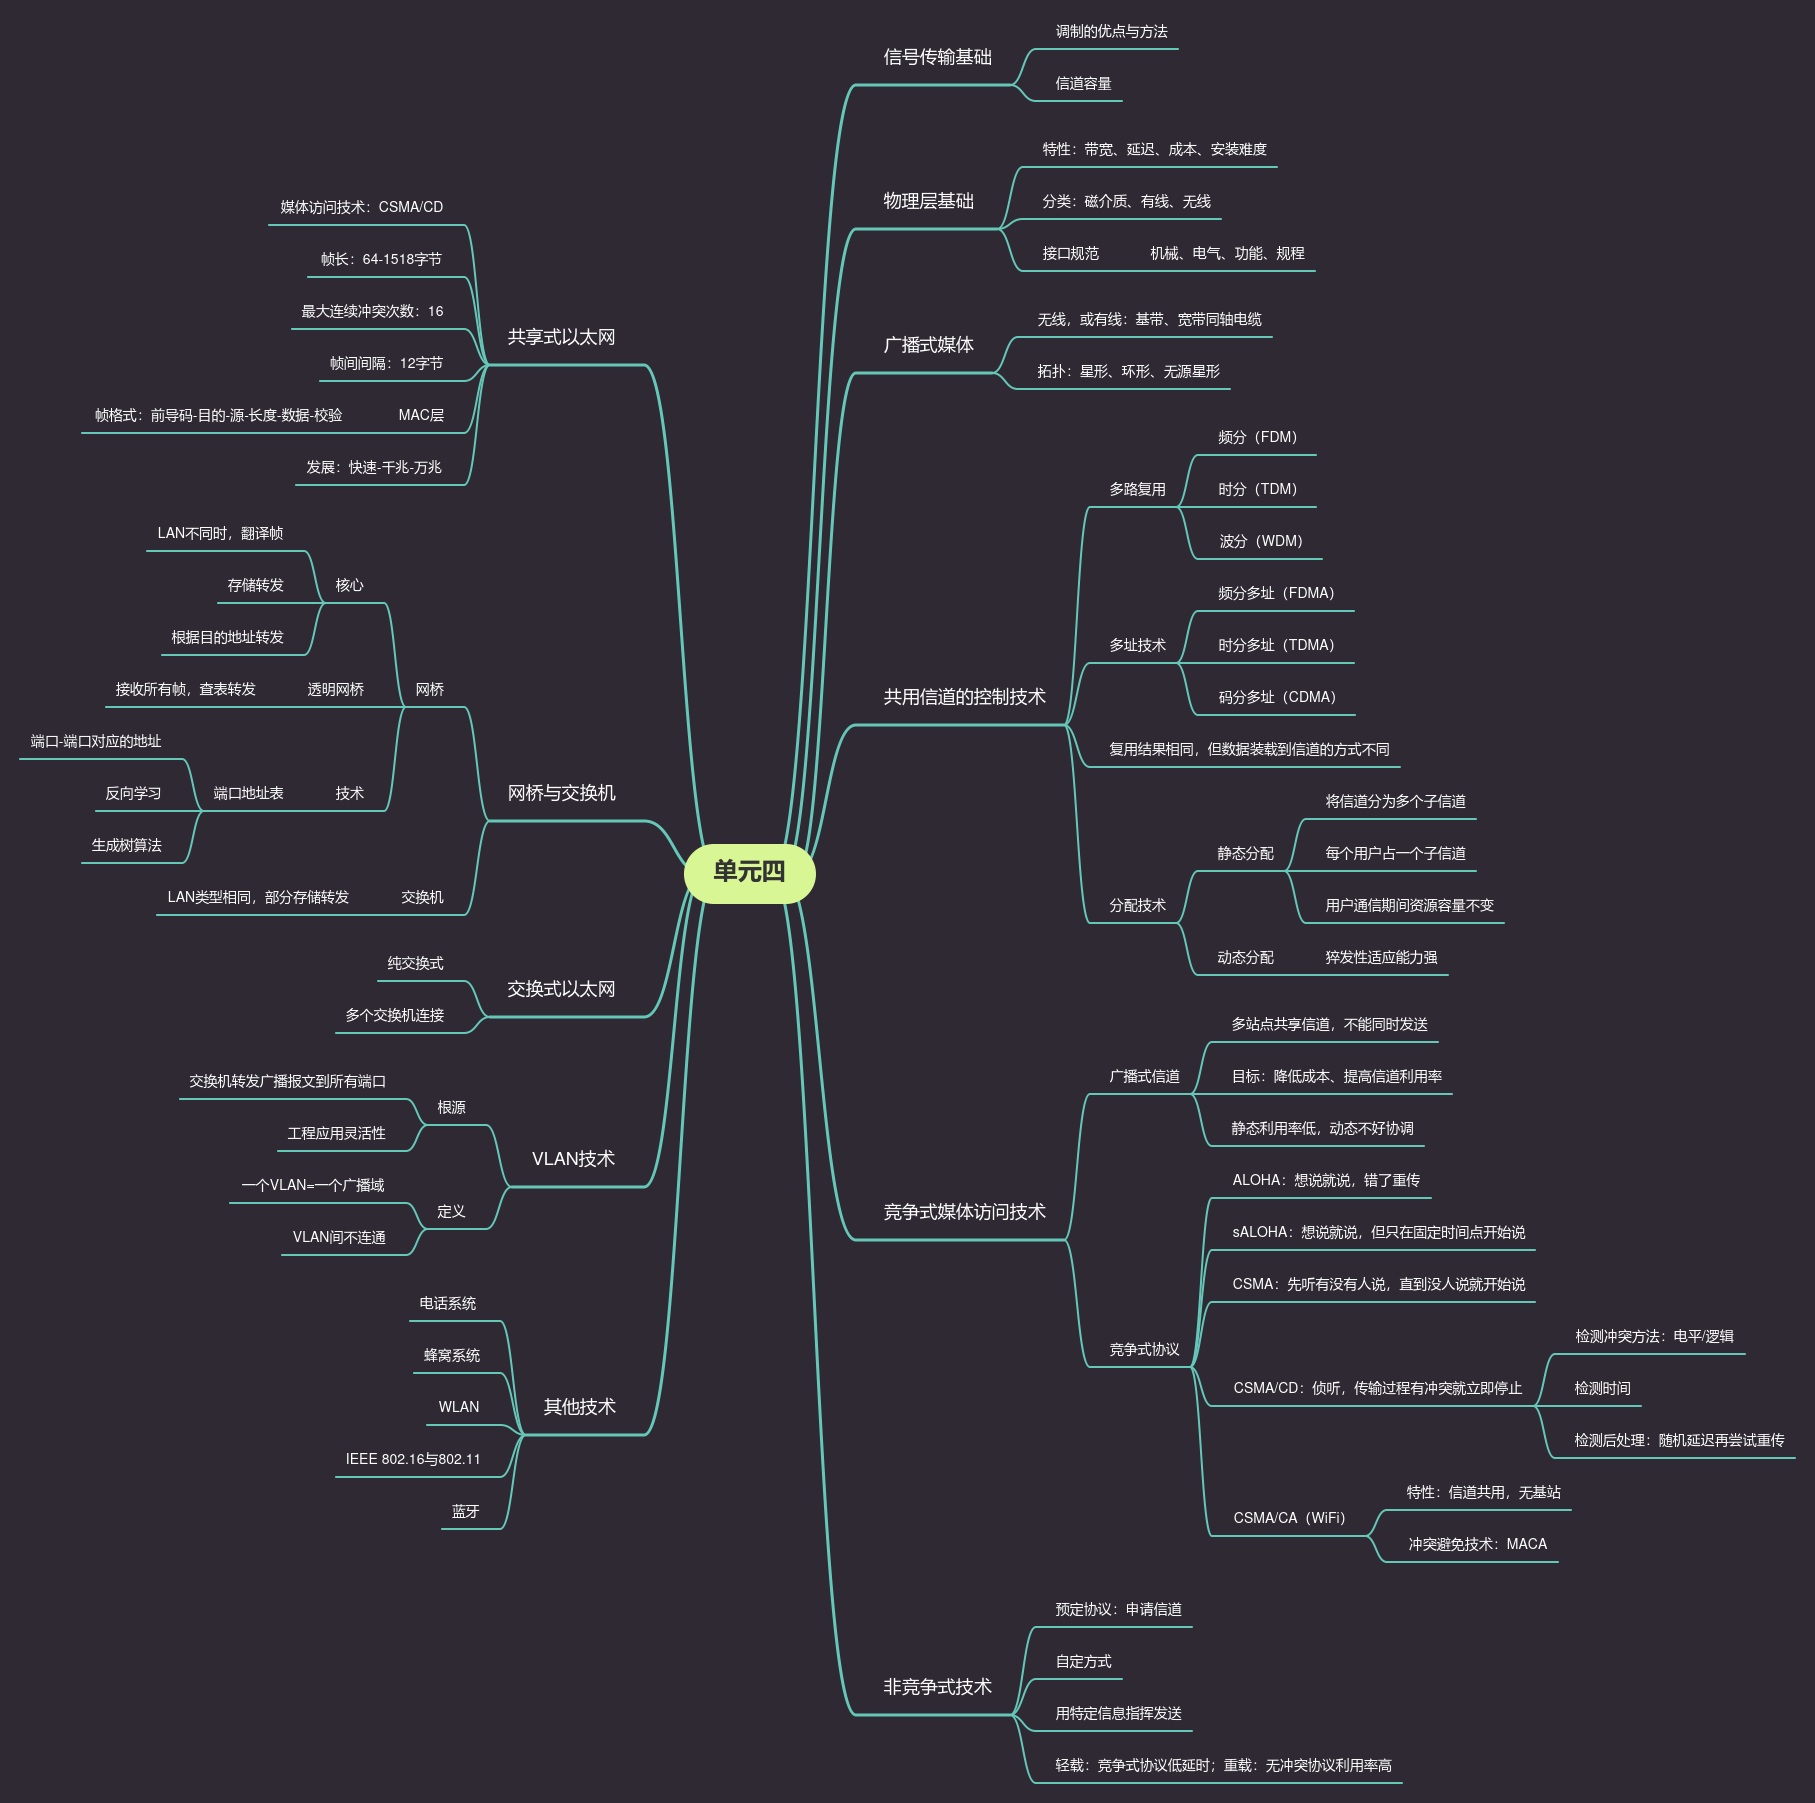 单元四
信号传输基础
调制的优点与方法
信道容量
物理层基础
特性：带宽、延迟、成本、安装难度
分类：磁介质、有线、无线
接口规范
机械、电气、功能、规程
广播式媒体
无线，或有线：基带、宽带同轴电缆
拓扑：星形、环形、无源星形
共用信道的控制技术
多路复用
频分（FDM）
时分（TDM）
波分（WDM）
多址技术
频分多址（FDMA）
时分多址（TDMA）
码分多址（CDMA）
复用结果相同，但数据装载到信道的方式不同
分配技术
静态分配
将信道分为多个子信道
每个用户占一个子信道
用户通信期间资源容量不变
动态分配
猝发性适应能力强
竞争式媒体访问技术
广播式信道
多站点共享信道，不能同时发送
目标：降低成本、提高信道利用率
静态利用率低，动态不好协调
竞争式协议
ALOHA：想说就说，错了重传
sALOHA：想说就说，但只在固定时间点开始说
CSMA：先听有没有人说，直到没人说就开始说
CSMA/CD：侦听，传输过程有冲突就立即停止
检测冲突方法：电平/逻辑
检测时间
检测后处理：随机延迟再尝试重传
CSMA/CA（WiFi）
特性：信道共用，无基站
冲突避免技术：MACA
非竞争式技术
预定协议：申请信道
自定方式
用特定信息指挥发送
轻载：竞争式协议低延时；重载：无冲突协议利用率高
共享式以太网
媒体访问技术：CSMA/CD
帧长：64-1518字节
最大连续冲突次数：16
帧间间隔：12字节
MAC层
帧格式：前导码-目的-源-长度-数据-校验
发展：快速-千兆-万兆
网桥与交换机
网桥
核心
LAN不同时，翻译帧
存储转发
根据目的地址转发
透明网桥
接收所有帧，查表转发
技术
端口地址表
端口-端口对应的地址
反向学习
生成树算法
交换机
LAN类型相同，部分存储转发
交换式以太网
纯交换式
多个交换机连接
VLAN技术
根源
交换机转发广播报文到所有端口
工程应用灵活性
定义
一个VLAN=一个广播域
VLAN间不连通
其他技术
电话系统
蜂窝系统
WLAN
IEEE 802.16与802.11
蓝牙